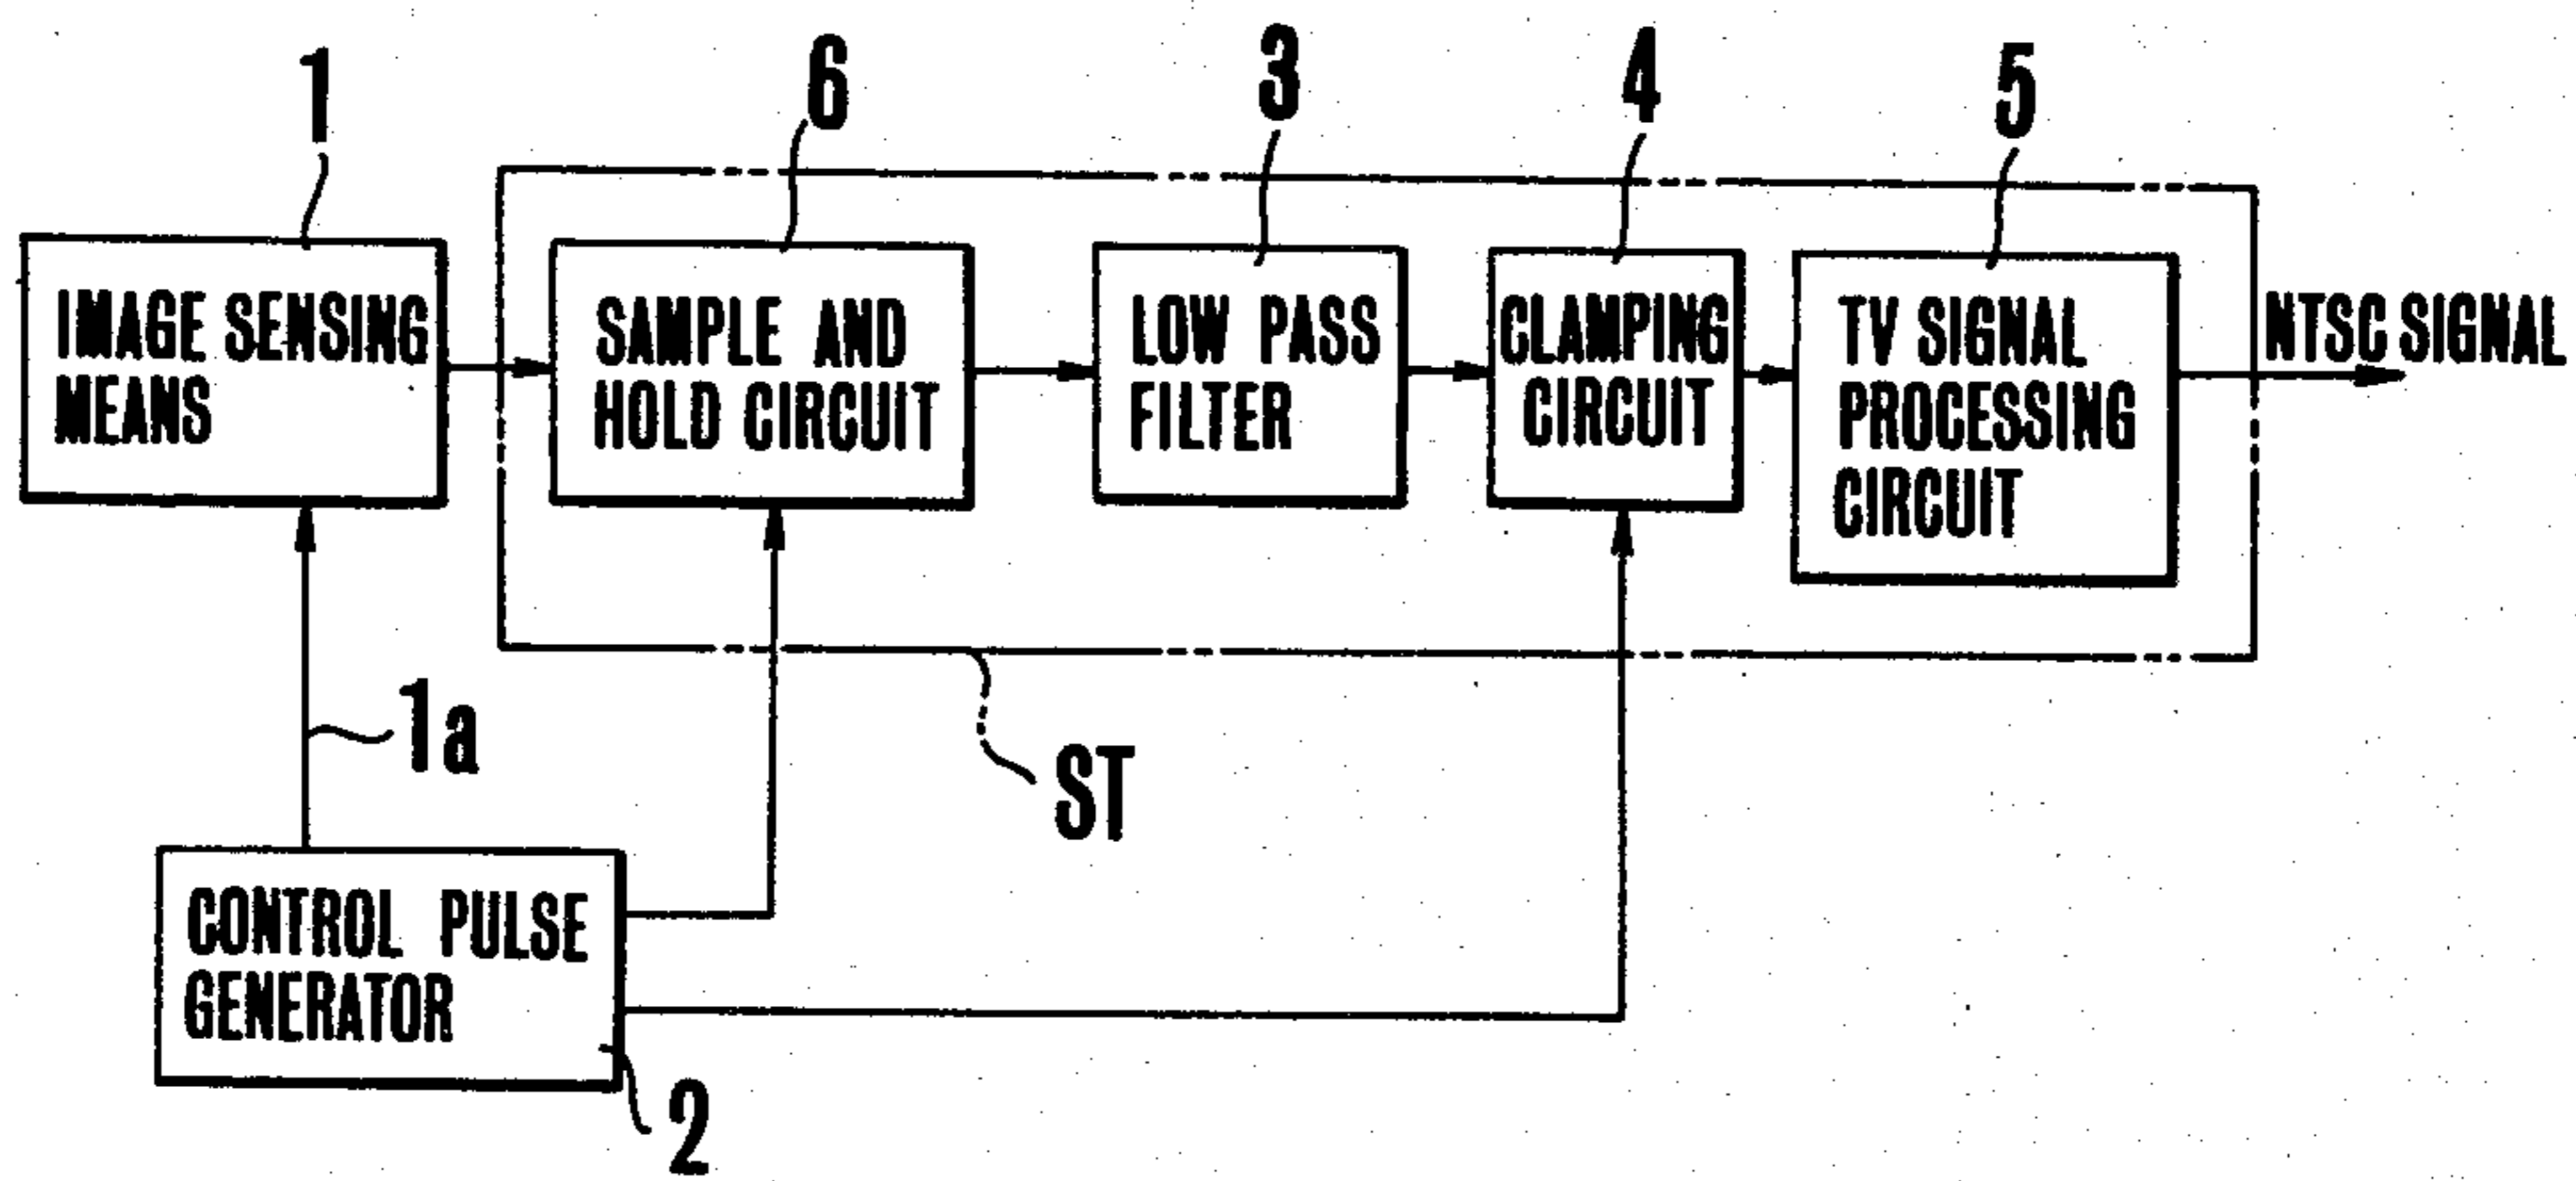 1
6
3
4
5
IMAGE SENSING
MEANS
SAMPLE AND
HOLD CIRCUIT
LOW PASS
FILTER
CLAMPING
CIRCUIT
TV SIGNAL
PROCESSING
CIRCUIT
NTSC SIGNAL
1a
ST
CONTROL PULSE
GENERATOR
2